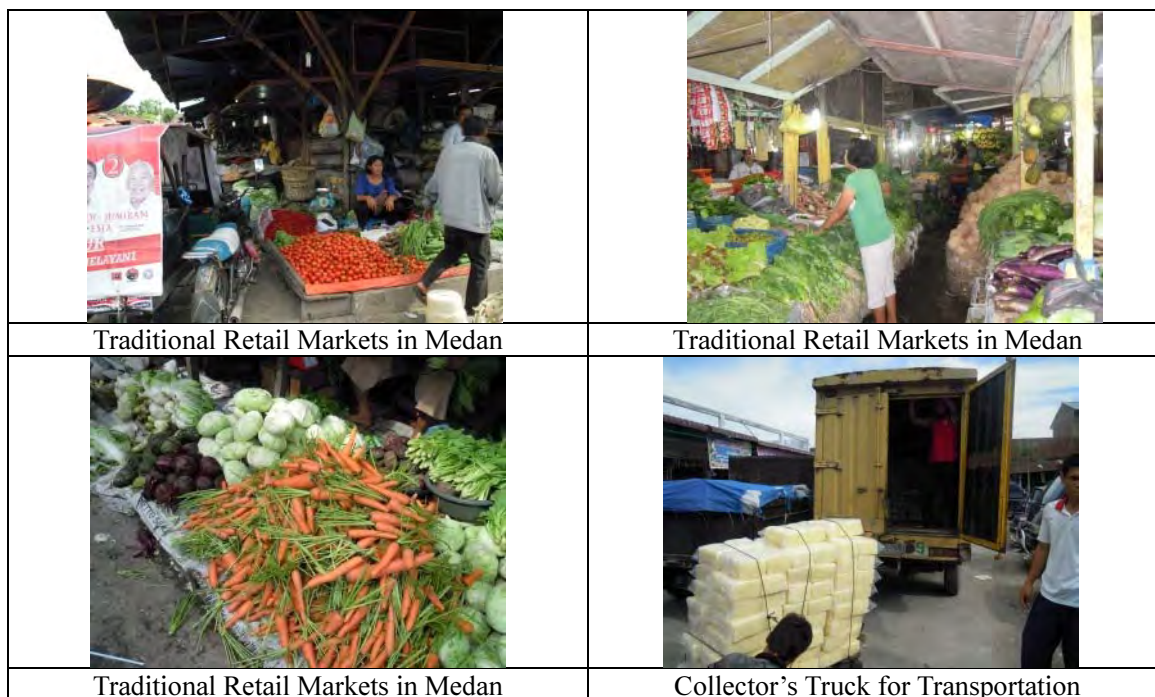 2
JELAYANI
Traditional Retail Markets in Medan
Traditional Retail Markets in Medan
Traditional Retail Markets in Medan
Collector's Truck for Transportation